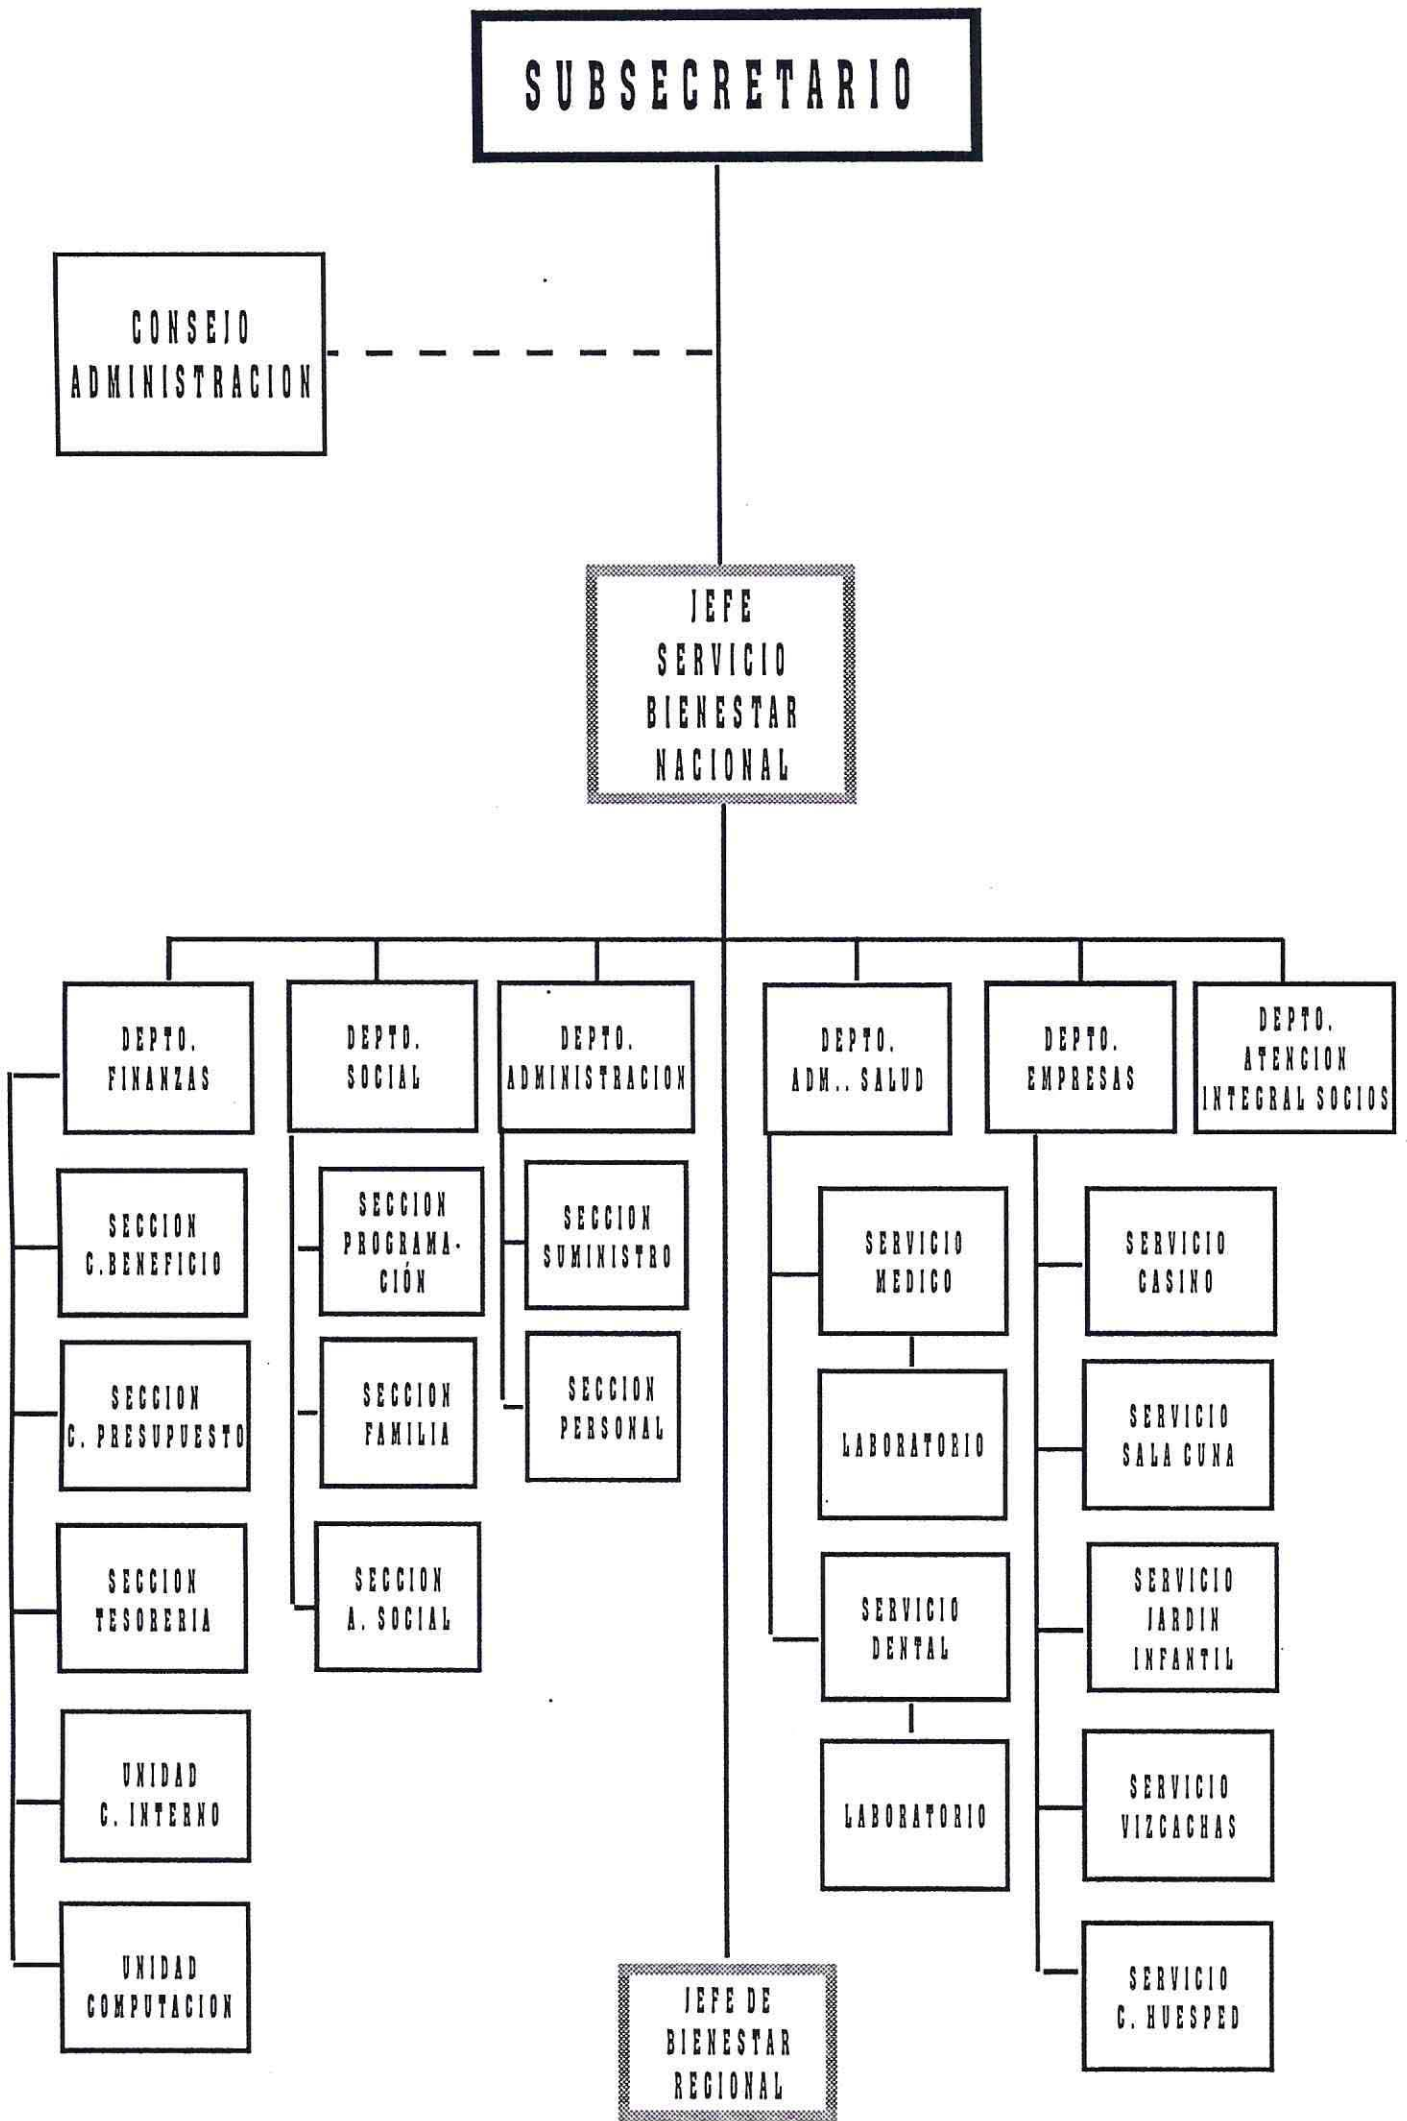 SUBSECRETARIO
CONSEJO
ADMINISTRACION
JEFE
SERVICIO
BIENESTAR
NACIONAL
DEPTO.
FINANZAS
DEPTO.
SOCIAL
DEPTO.
ADMINISTRACION
DEPTO.
ADM.. SALUD
DEPTO.
EMPRESAS
DEPTO.
ATENCION
INTEGRAL SOCIOS
SECCION
C.BENEFICIO
SECCION
C. PRESUPUESTO
SECCION
TESORERIA
UNIDAD
C. INTERNO
UNIDAD
COMPUTACION
SECCION
PROGRAMA-
CIÓN
SECCION
FAMILIA
SECCION
A. SOCIAL
SECCION
SUMINISTRO
SECCION
PERSONAL
SERVICIO
MEDICO
LABORATORIO
SERVICIO
DENTAL
LABORATORIO
SERVICIO
CASINO
SERVICIO
SALA CUNA
SERVICIO
JARDIN
INFANTIL
SERVICIO
VIZCACHAS
SERVICIO
C. HUESPED
JEFE DE
BIENESTAR
REGIONAL